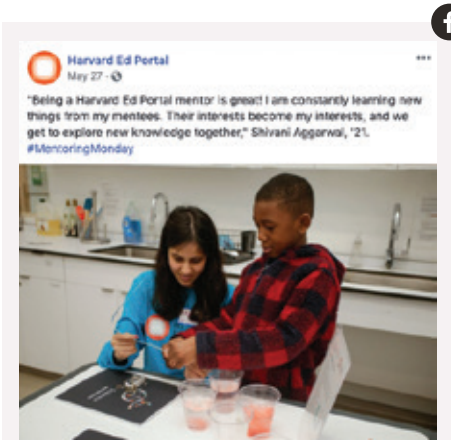 Harvard Ed Portal
May 27 ·
"Being a Harvard Ed Portal mentor is great! I am constantly learning new
things from my mentees. Their interests become my interests, and we
get to explore new knowledge together," Shivani Aggarwal, '21.
#MentoringMonday